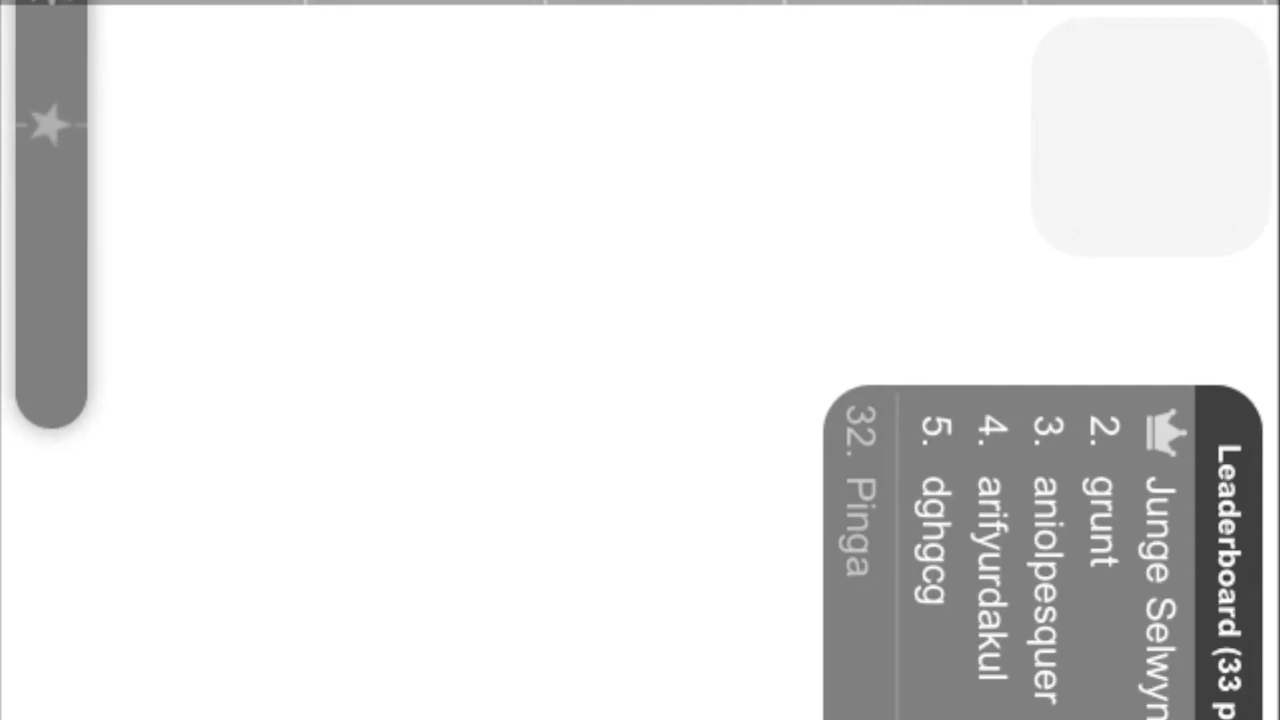 Leaderboard (33 p
Junge Selwyn
2. grunt
3. aniolpesquer
4. arifyurdakul
5. dghgcg
32. Pinga